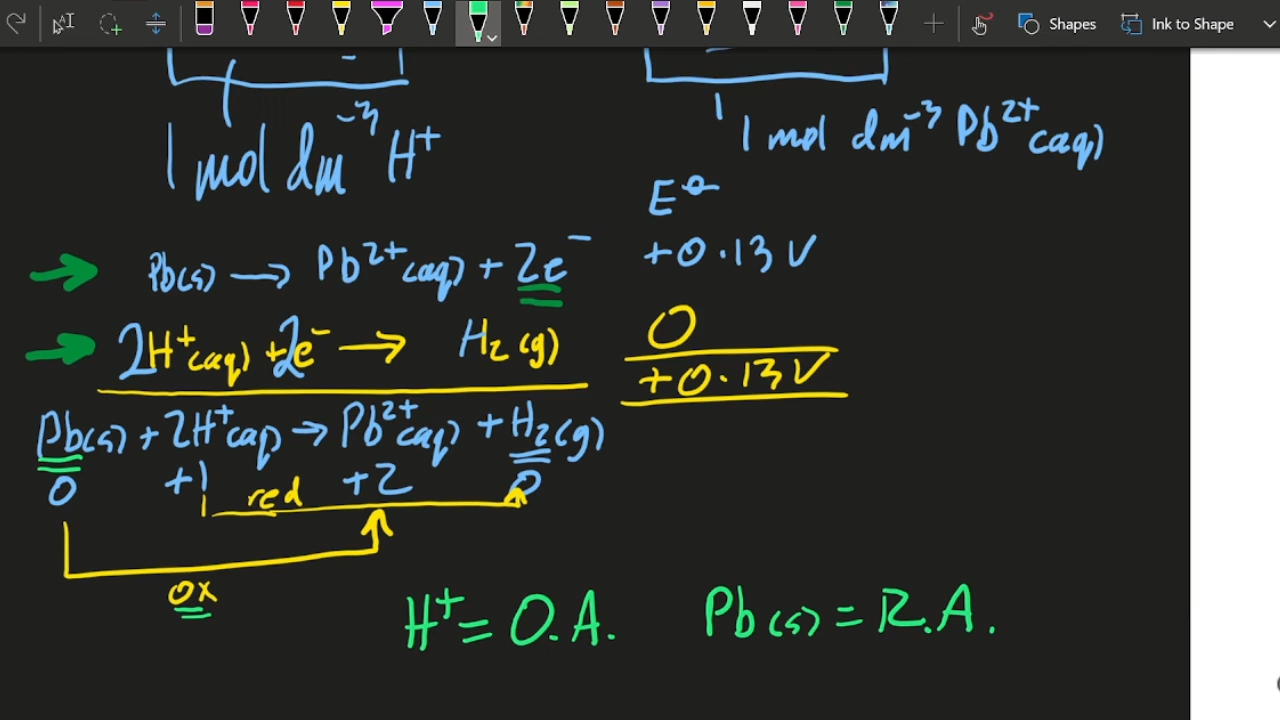 Shapes
Ink to Shape
1 mol dm⁻³ H⁺
1 mol dm⁻³ Pb²⁺(aq)
E⦵
Pb(s) → Pb²⁺(aq) + 2e⁻ +0.13 V
2H⁺(aq) + 2e⁻ → H₂(g) 0
+0.13 V
Pb(s) + 2H⁺(aq) → Pb²⁺(aq) + H₂(g)
0 +1 +2 0
red
ox
H⁺ = O.A. Pb(s) = R.A.